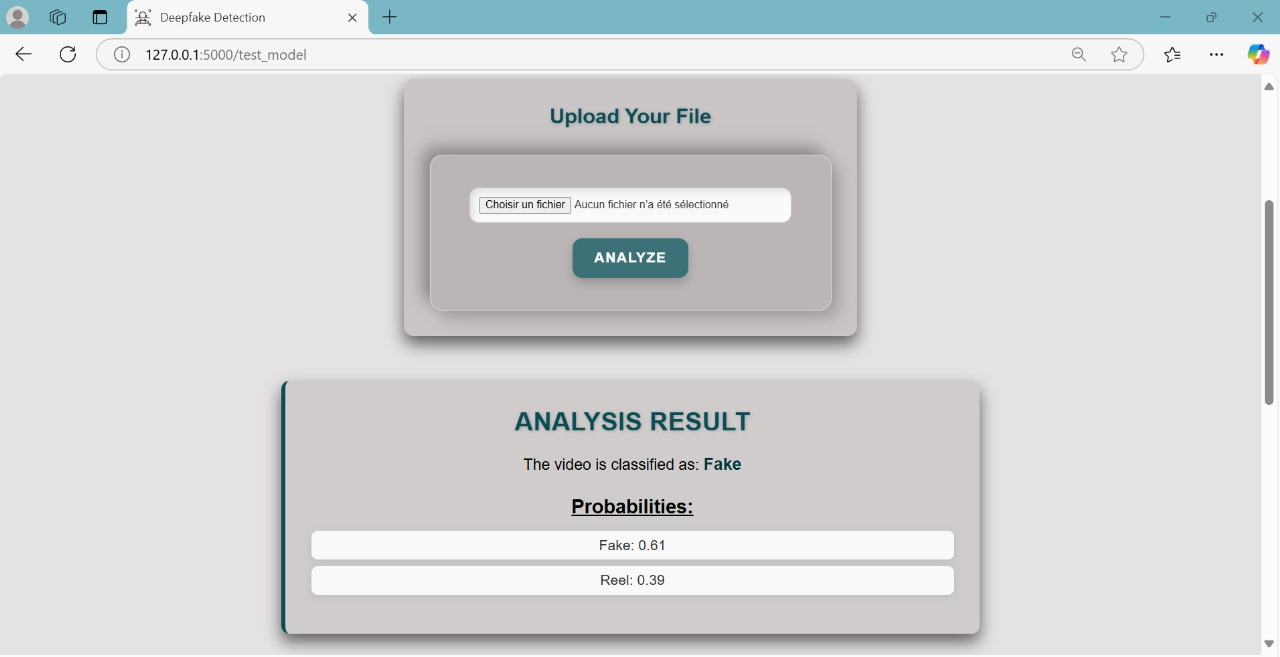 Deepfake Detection
127.0.0.1:5000/test_model
Upload Your File
Choisir un fichier Aucun fichier n'a été sélectionné
ANALYZE
ANALYSIS RESULT
The video is classified as: Fake
Probabilities:
Fake: 0.61
Reel: 0.39